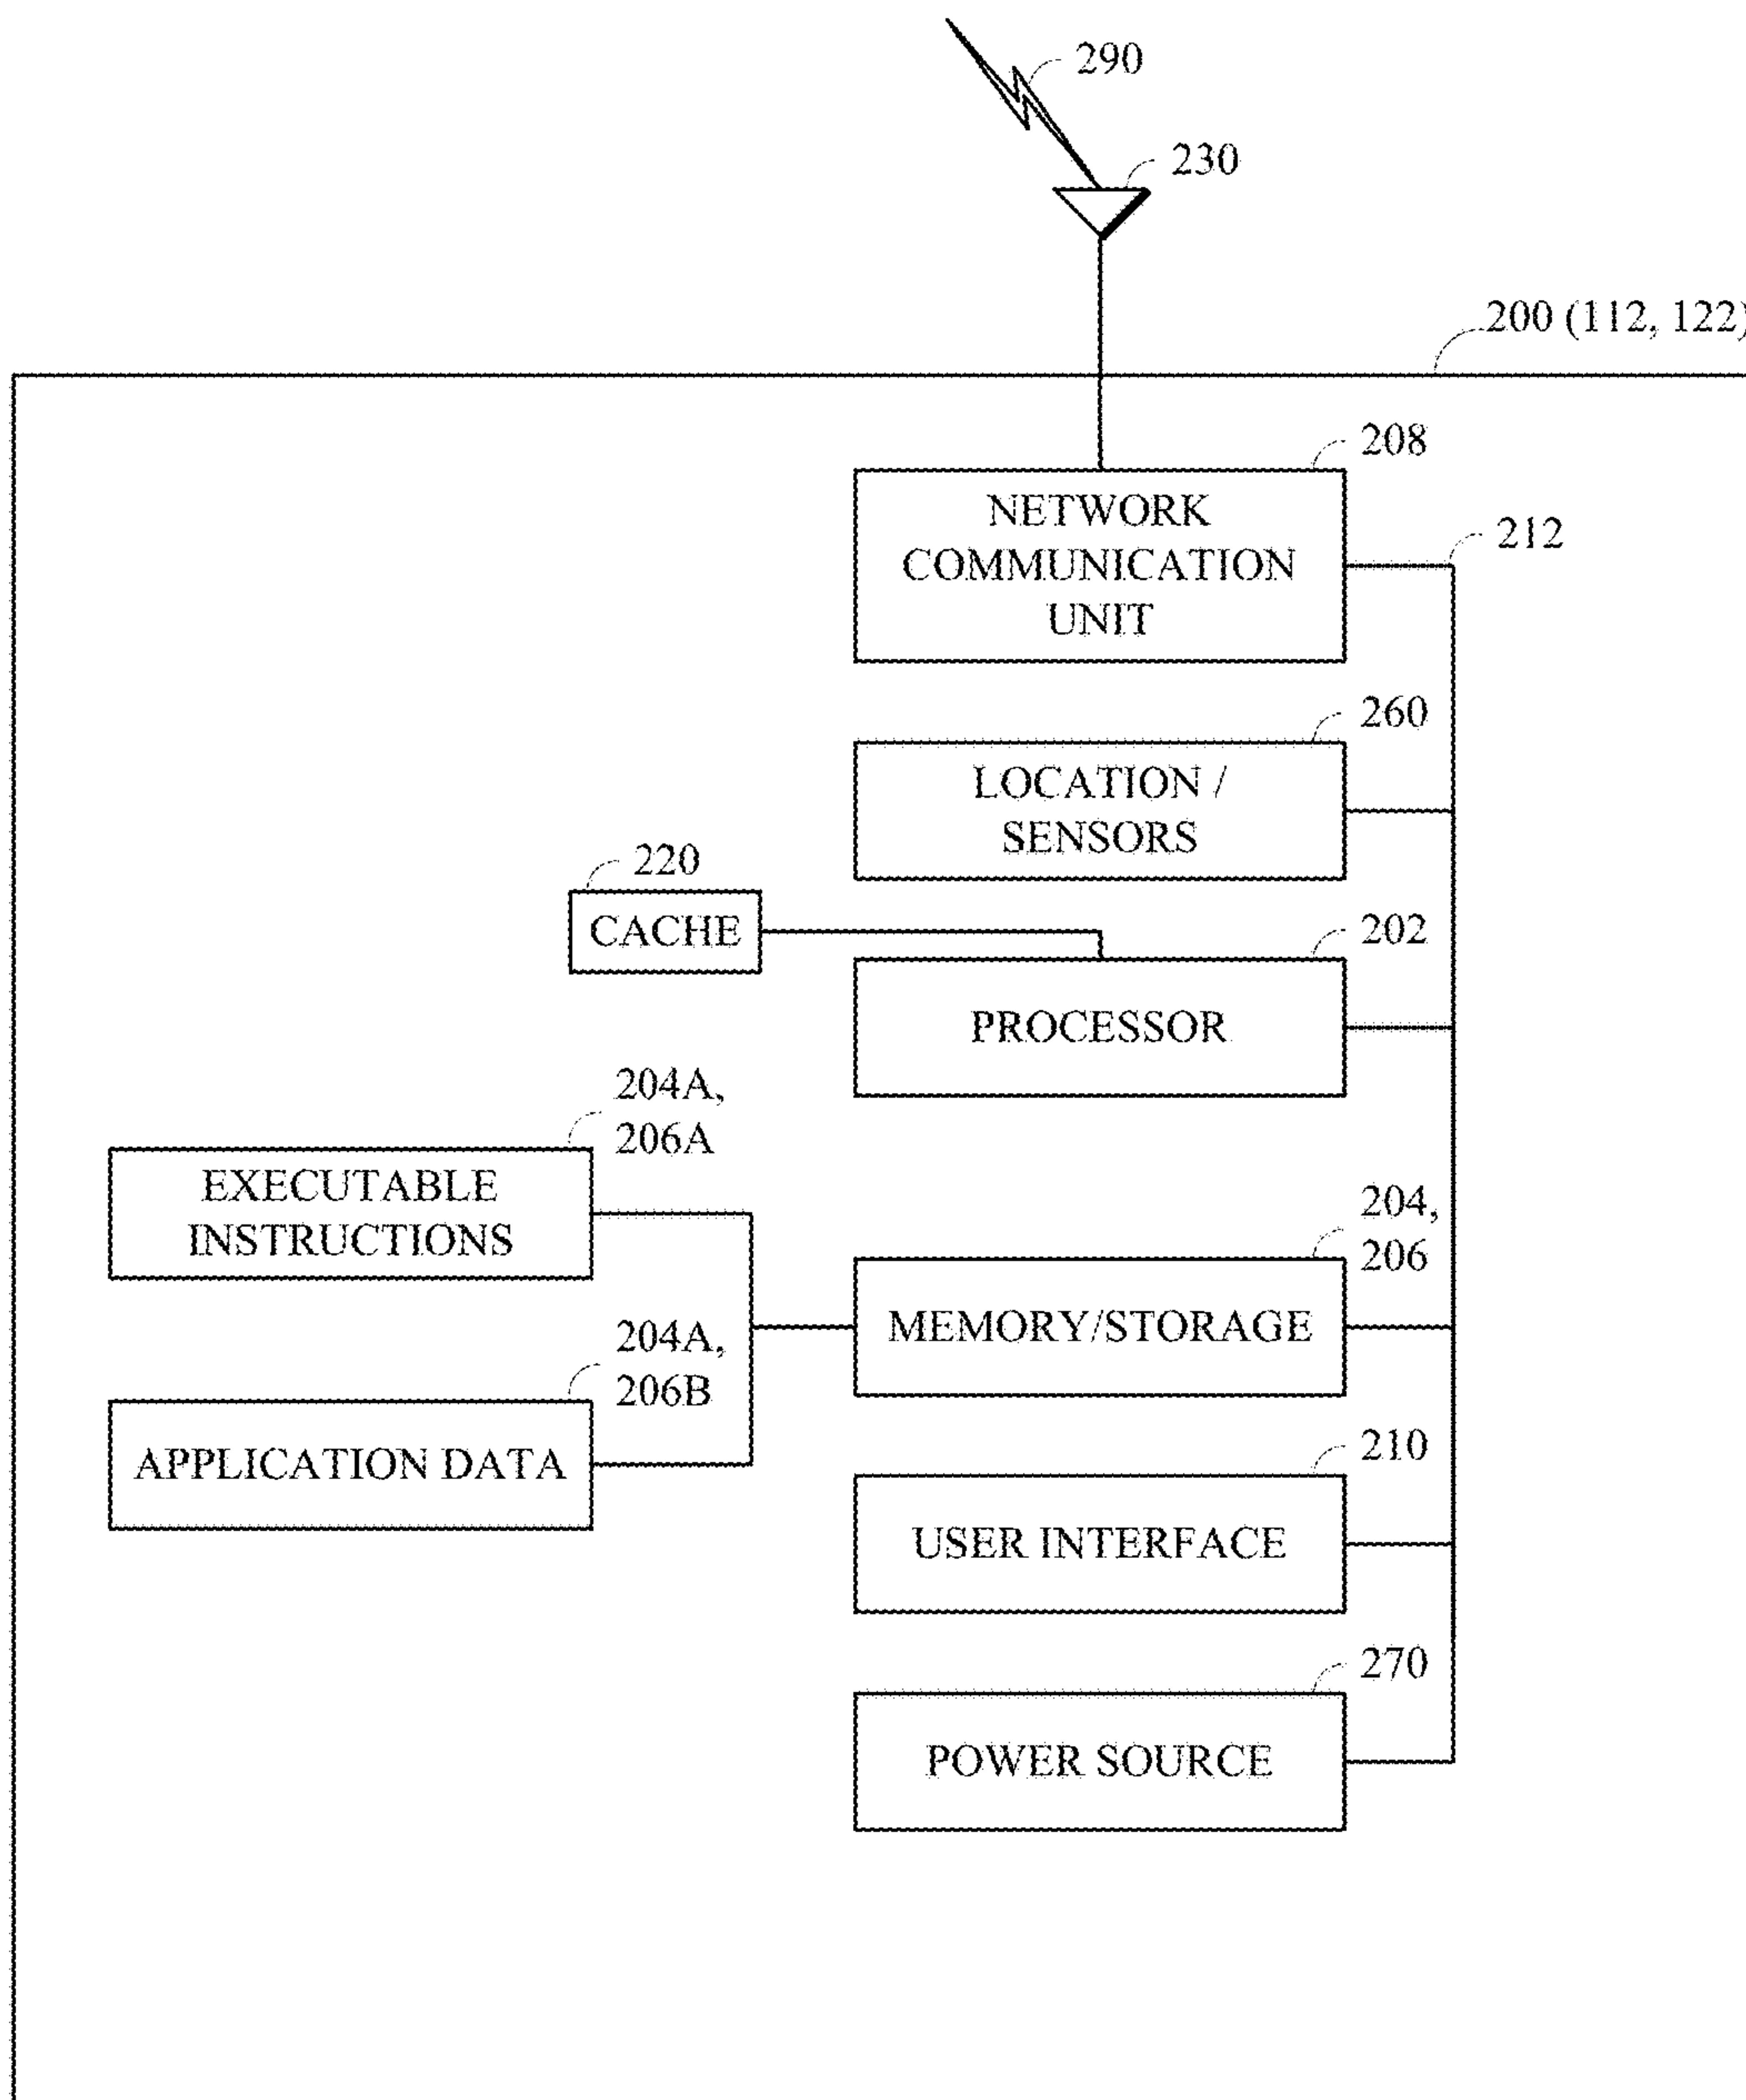 290
230
200 (112, 122)
208
NETWORK
COMMUNICATION
UNIT
212
260
LOCATION /
SENSORS
220
CACHE
202
PROCESSOR
204A,
206A
EXECUTABLE
INSTRUCTIONS
204,
206
MEMORY/STORAGE
204A,
206B
APPLICATION DATA
210
USER INTERFACE
270
POWER SOURCE